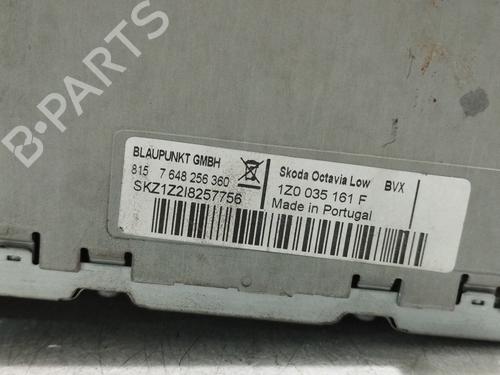 B-PARTS
BLAUPUNKT GMBH
815 7 648 256 360
SKZ1Z2I8257756
Skoda Octavia Low BVX
1Z0 035 161 F
Made in Portugal